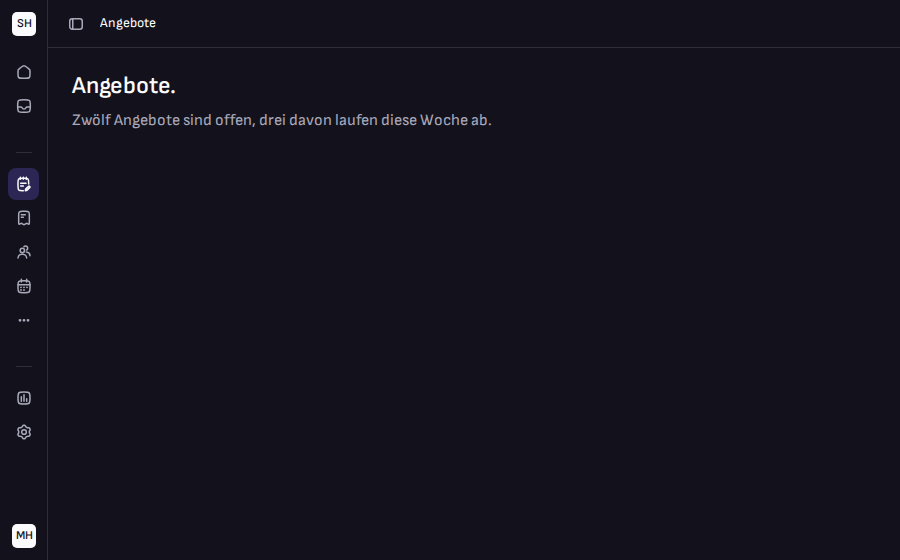 SH
Angebote
Angebote.
Zwölf Angebote sind offen, drei davon laufen diese Woche ab.
MH